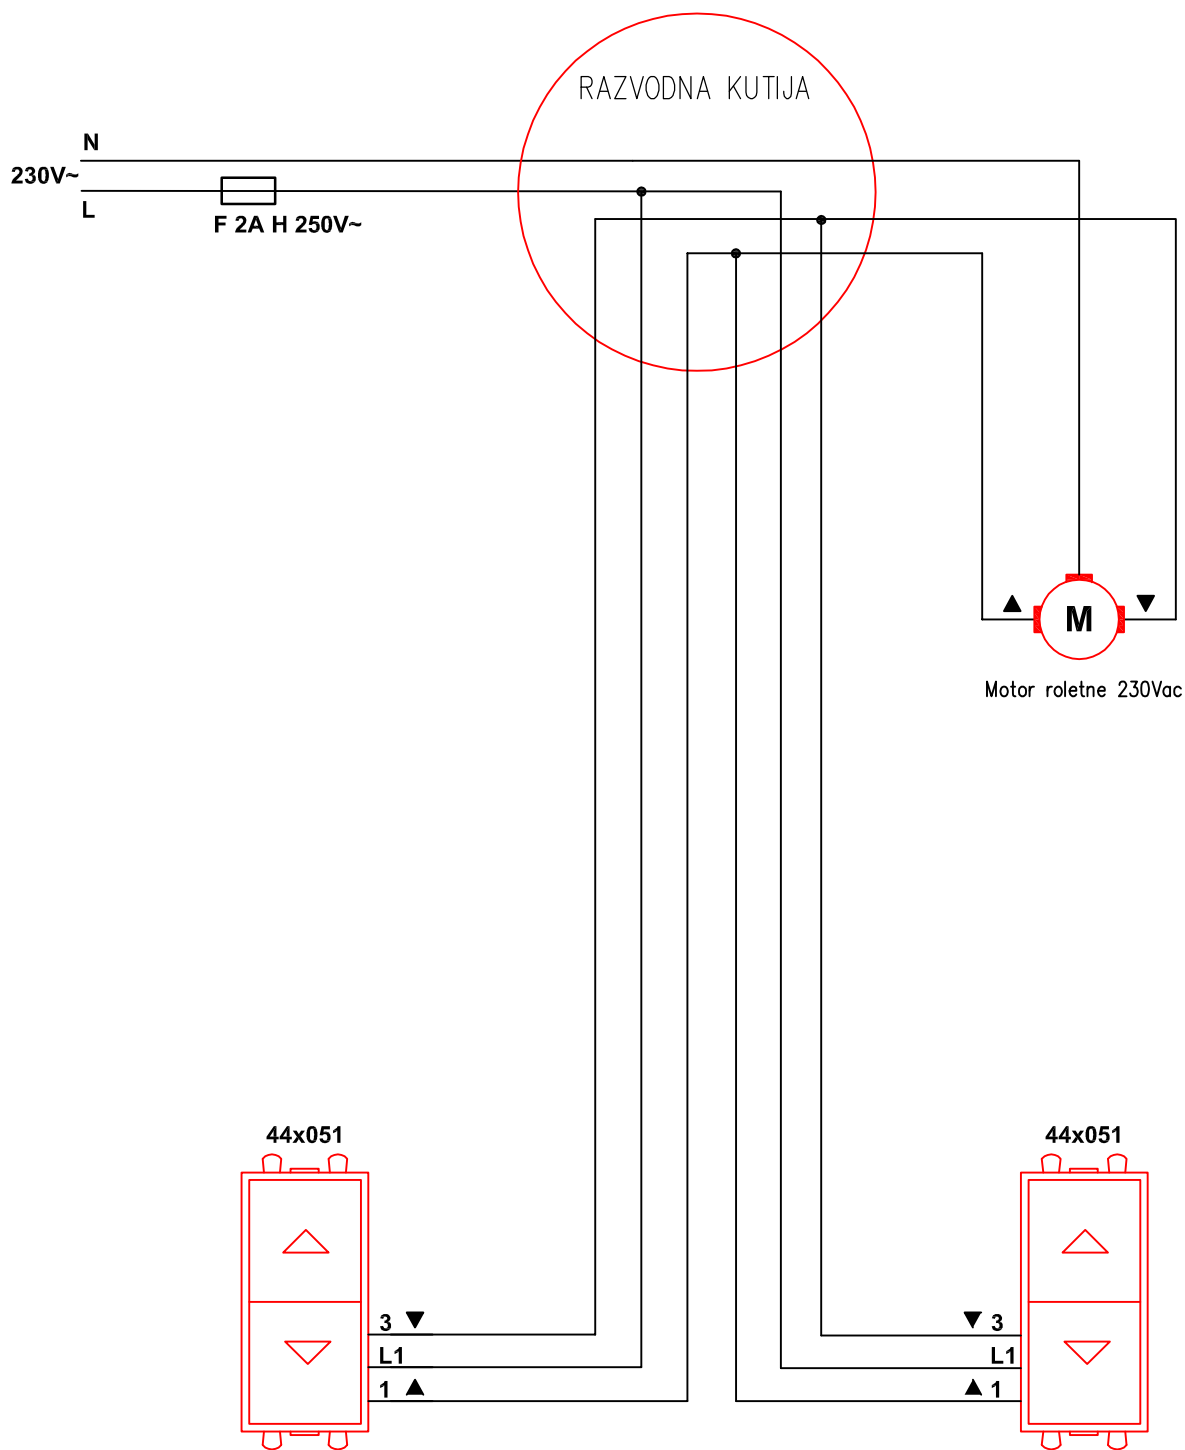 RAZVODNA KUTIJA
N
230V~
L
F 2A H 250V~
M
Motor roletne 230Vac
44x051
44x051
3
3
L1
L1
1
1